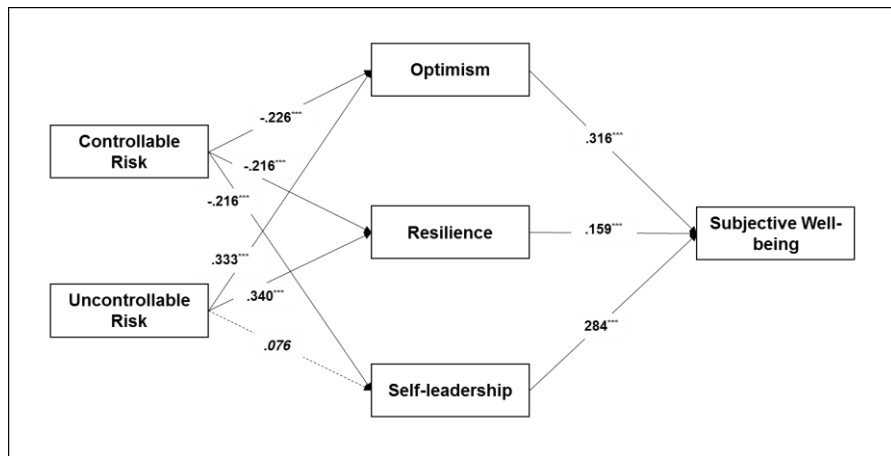 Optimism
-.226***
Controllable
Risk
-.216***
.316***
-.216***
Resilience
.159***
Subjective Well-
being
.333***
Uncontrollable
Risk
.340***
.076
284***
Self-leadership